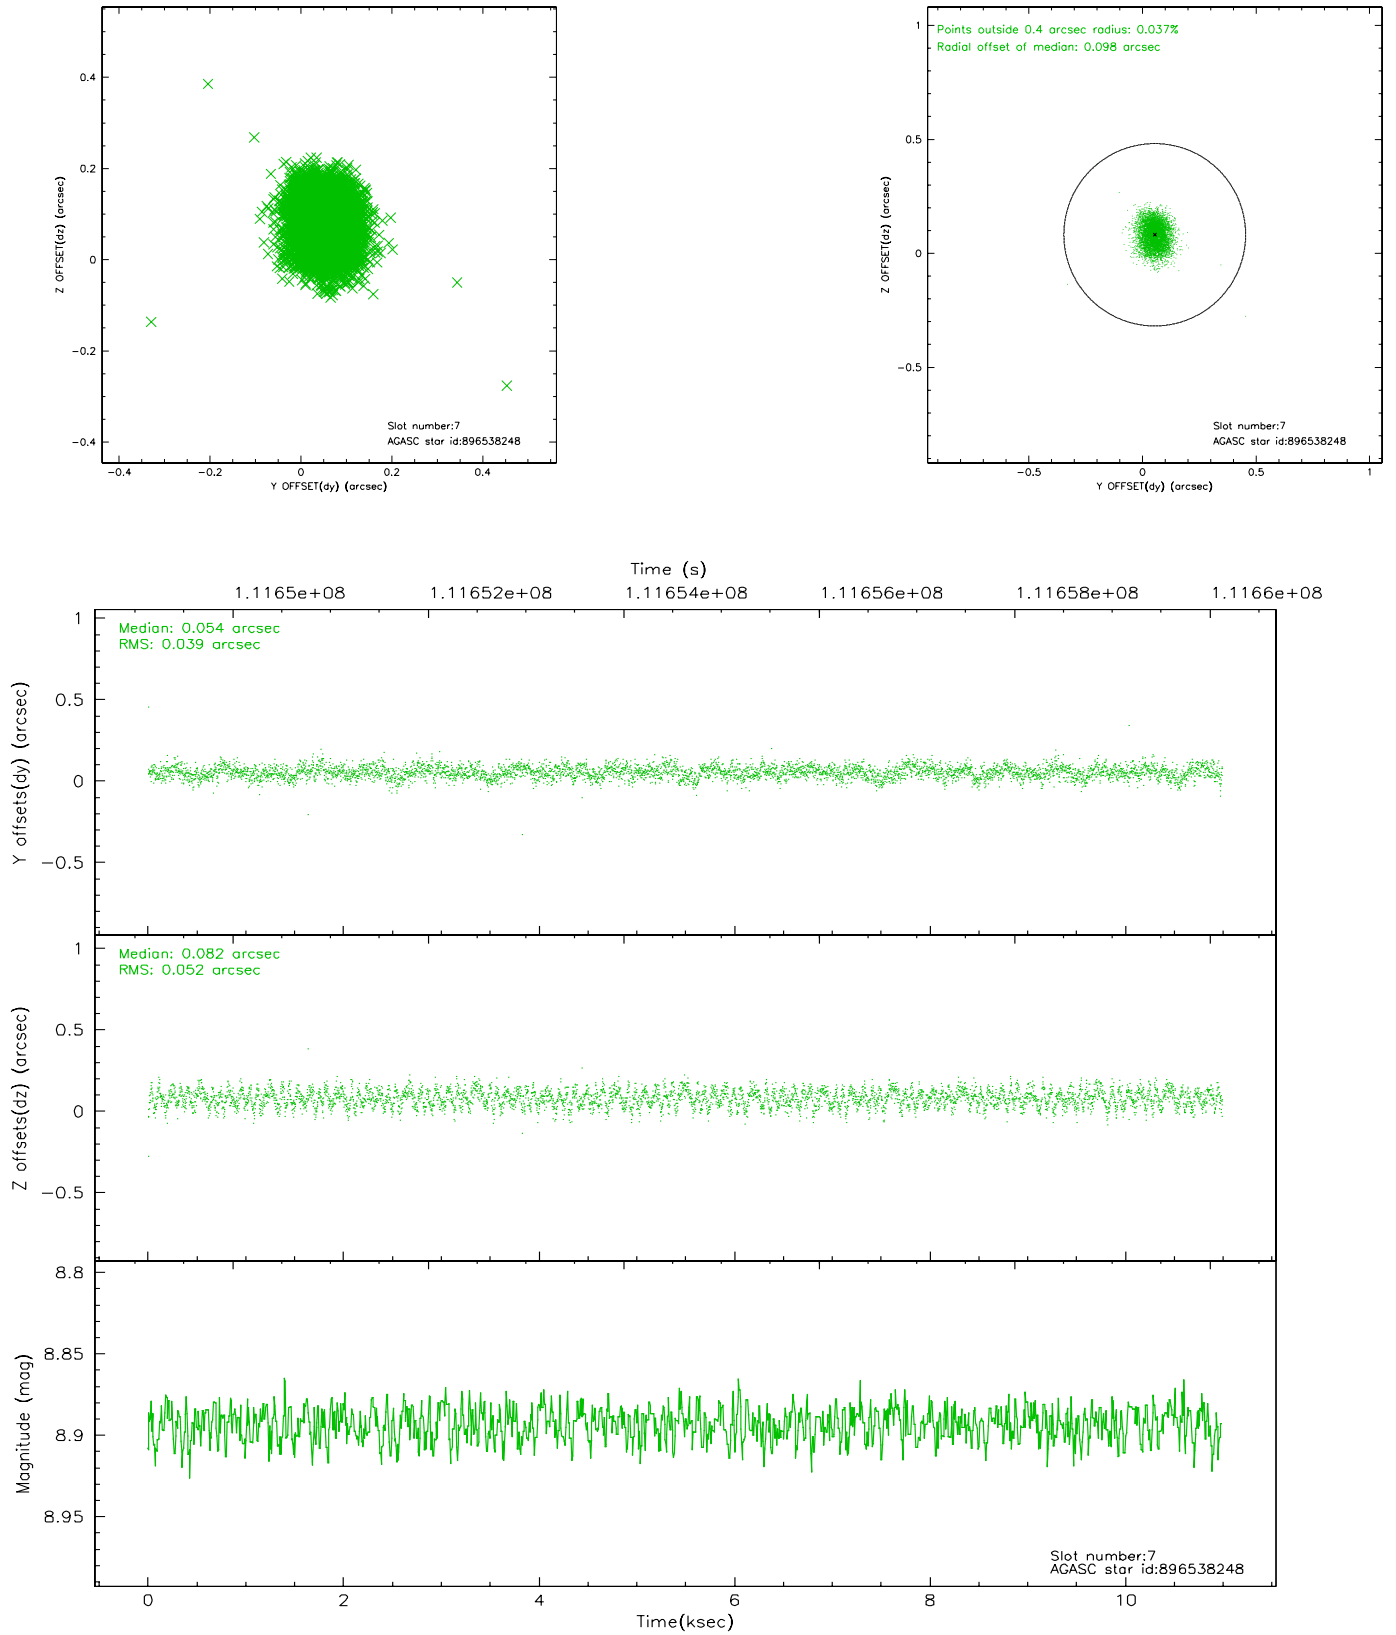 0.4
0.2
0
−0.2
−0.4
Z OFFSET(dz) (arcsec)
Slot number:7
AGASC star id:896538248
−0.4 −0.2 0 0.2 0.4
Y OFFSET(dy) (arcsec)
Points outside 0.4 arcsec radius: 0.037%
Radial offset of median: 0.098 arcsec
1
0.5
0
−0.5
Z OFFSET(dz) (arcsec)
Slot number:7
AGASC star id:896538248
−0.5 0 0.5 1
Y OFFSET(dy) (arcsec)
Time (s)
1.1165e+08 1.11652e+08 1.11654e+08 1.11656e+08 1.11658e+08 1.1166e+08
Median: 0.054 arcsec
RMS: 0.039 arcsec
1
0.5
0
−0.5
Y offsets(dy) (arcsec)
Median: 0.082 arcsec
RMS: 0.052 arcsec
1
0.5
0
−0.5
Z offsets(dz) (arcsec)
8.8
8.85
8.9
8.95
Magnitude (mag)
Slot number:7
AGASC star id:896538248
0 2 4 6 8 10
Time(ksec)